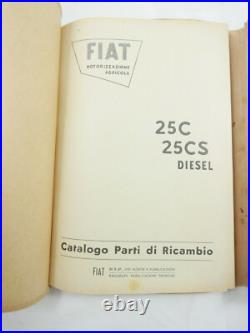 FIAT
MOTORIZZAZIONE
AGRICOLA
25C
25CS
DIESEL
Catalogo Parti di Ricambio
FIAT